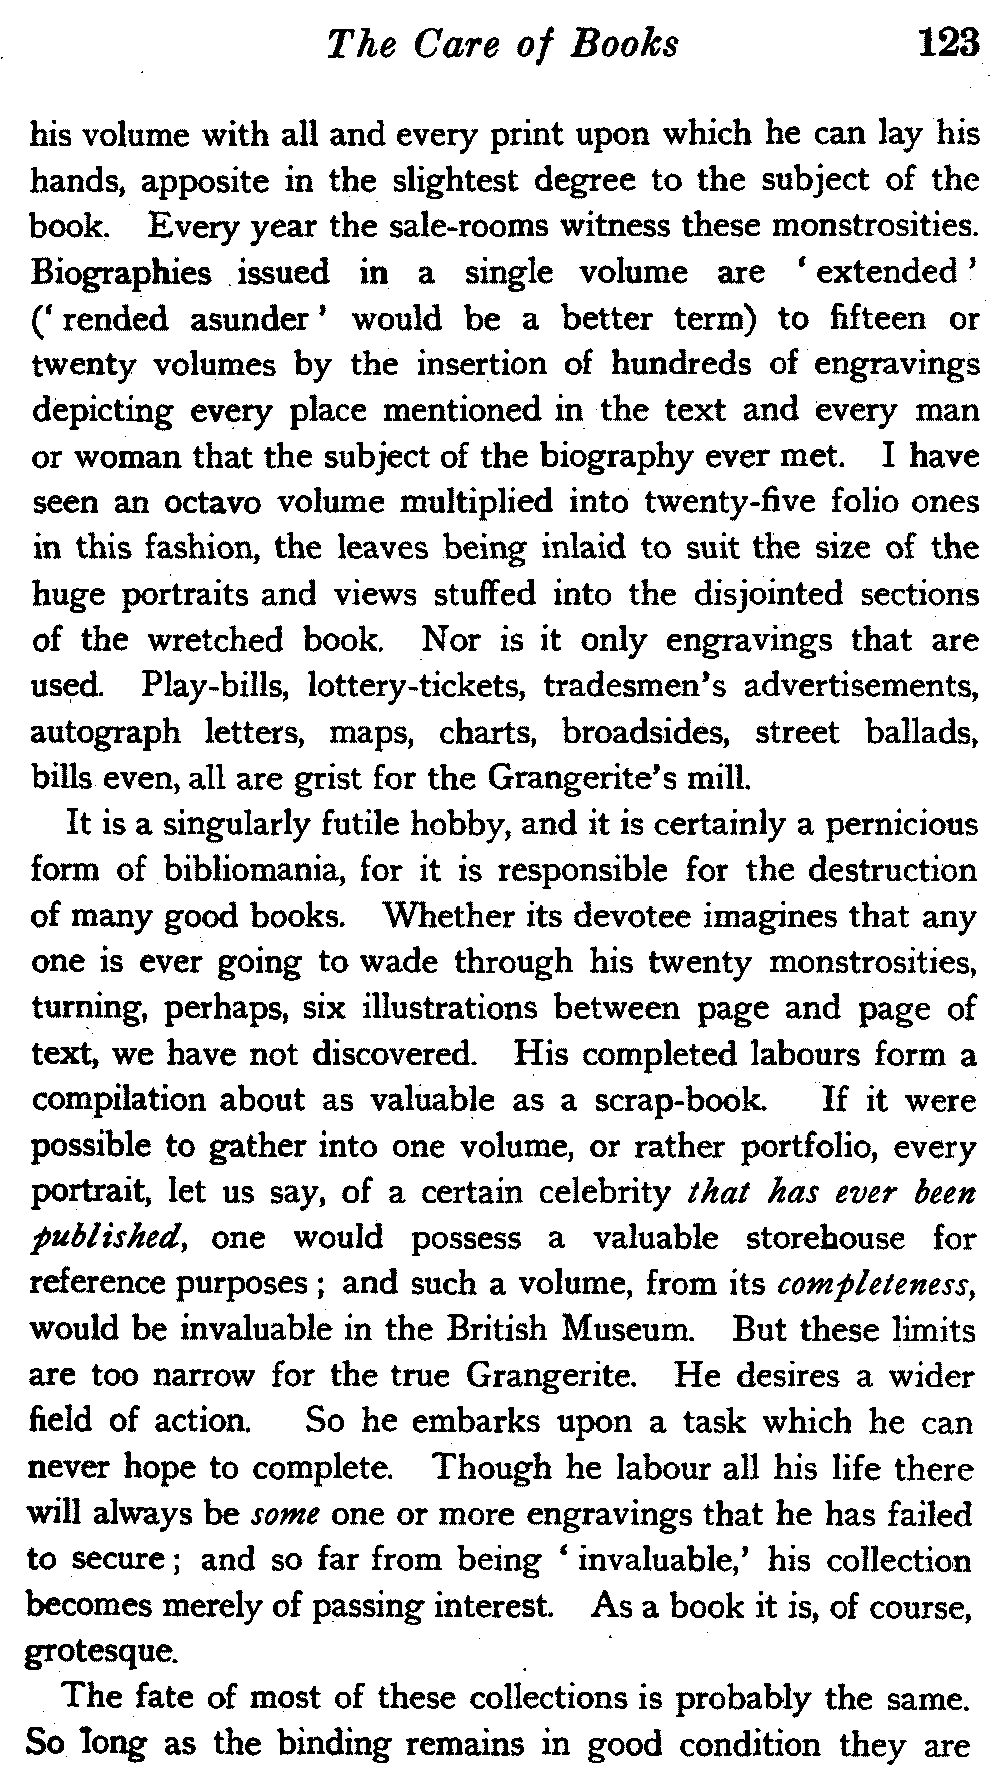 The Care of Books 123
his volume with all and every print upon which he can lay his
hands, apposite in the slightest degree to the subject of the
book. Every year the sale-rooms witness these monstrosities.
Biographies issued in a single volume are ‘ extended ’
(‘ rended asunder ’ would be a better term) to fifteen or
twenty volumes by the insertion of hundreds of engravings
depicting every place mentioned in the text and every man
or woman that the subject of the biography ever met. I have
seen an octavo volume multiplied into twenty-five folio ones
in this fashion, the leaves being inlaid to suit the size of the
huge portraits and views stuffed into the disjointed sections
of the wretched book. Nor is it only engravings that are
used. Play-bills, lottery-tickets, tradesmen's advertisements,
autograph letters, maps, charts, broadsides, street ballads,
bills even, all are grist for the Grangerite's mill.
It is a singularly futile hobby, and it is certainly a pernicious
form of bibliomania, for it is responsible for the destruction
of many good books. Whether its devotee imagines that any
one is ever going to wade through his twenty monstrosities,
turning, perhaps, six illustrations between page and page of
text, we have not discovered. His completed labours form a
compilation about as valuable as a scrap-book. If it were
possible to gather into one volume, or rather portfolio, every
portrait, let us say, of a certain celebrity that has ever been
published, one would possess a valuable storehouse for
reference purposes ; and such a volume, from its completeness,
would be invaluable in the British Museum. But these limits
are too narrow for the true Grangerite. He desires a wider
field of action. So he embarks upon a task which he can
never hope to complete. Though he labour all his life there
will always be some one or more engravings that he has failed
to secure ; and so far from being ‘ invaluable,’ his collection
becomes merely of passing interest. As a book it is, of course,
grotesque.
The fate of most of these collections is probably the same.
So long as the binding remains in good condition they are